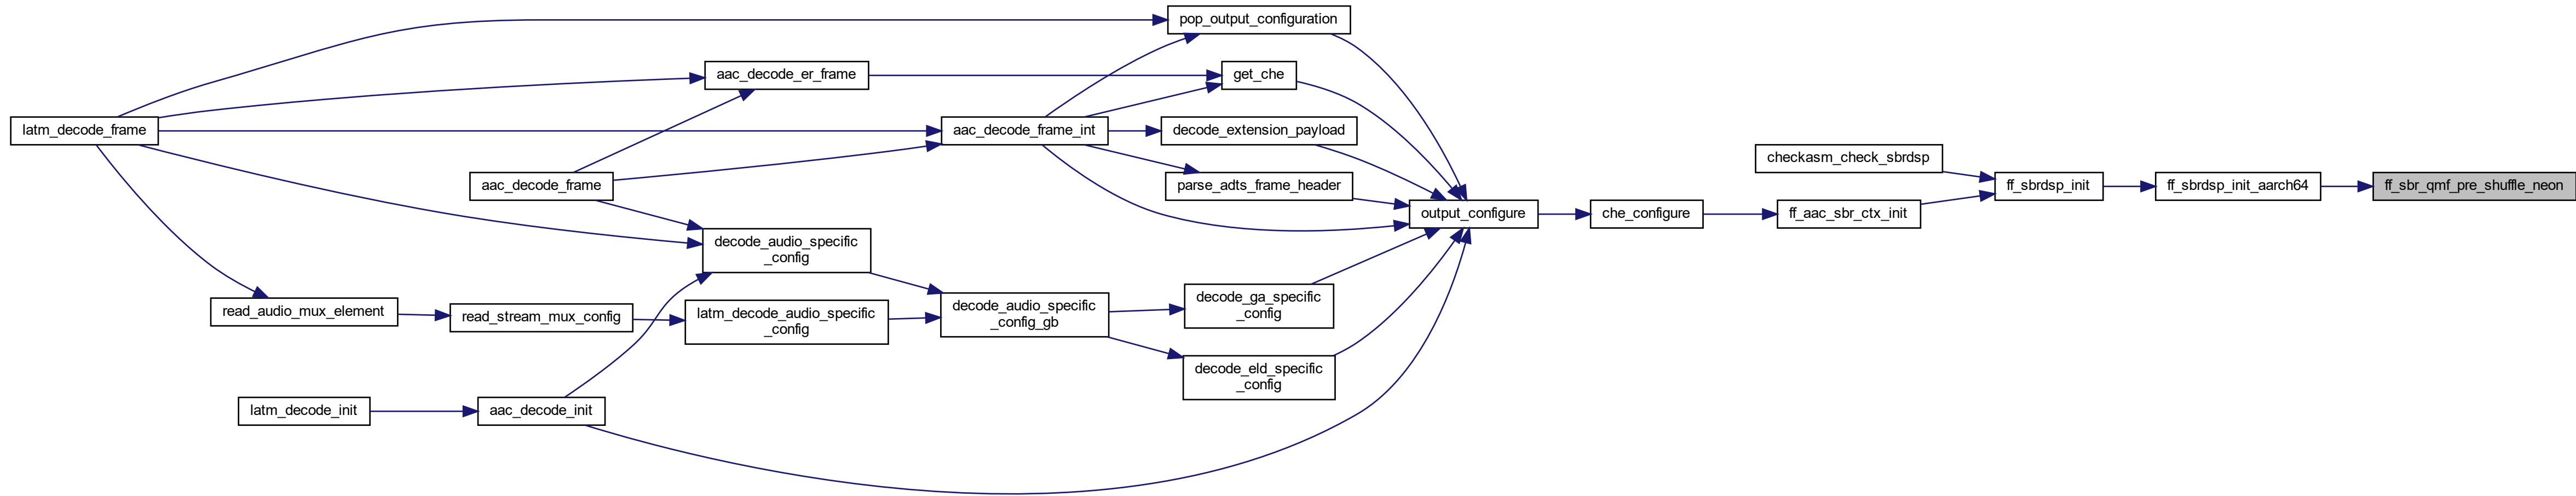 pop_output_configuration
aac_decode_er_frame
get_che
latm_decode_frame
aac_decode_frame_int
decode_extension_payload
checkasm_check_sbrdsp
aac_decode_frame
parse_adts_frame_header
ff_sbrdsp_init
ff_sbrdsp_init_aarch64
ff_sbr_qmf_pre_shuffle_neon
output_configure
che_configure
ff_aac_sbr_ctx_init
decode_audio_specific
_config
read_audio_mux_element
read_stream_mux_config
latm_decode_audio_specific
_config
decode_audio_specific
_config_gb
decode_ga_specific
_config
decode_eld_specific
_config
latm_decode_init
aac_decode_init